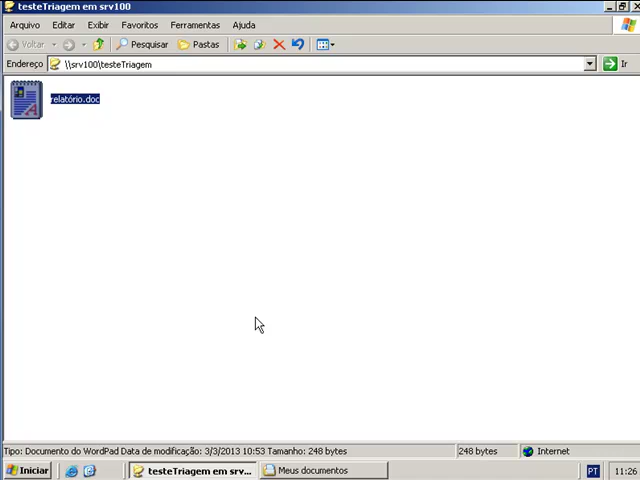 testeTriagem em srv100
Arquivo Editar Exibir Favoritos Ferramentas Ajuda
Voltar Pesquisar Pastas
Endereço \\srv100\testeTriagem Ir
relatório.doc
Tipo: Documento do WordPad Data de modificação: 3/3/2013 10:53 Tamanho: 248 bytes 248 bytes Internet
Iniciar testeTriagem em srv... Meus documentos PT 11:26